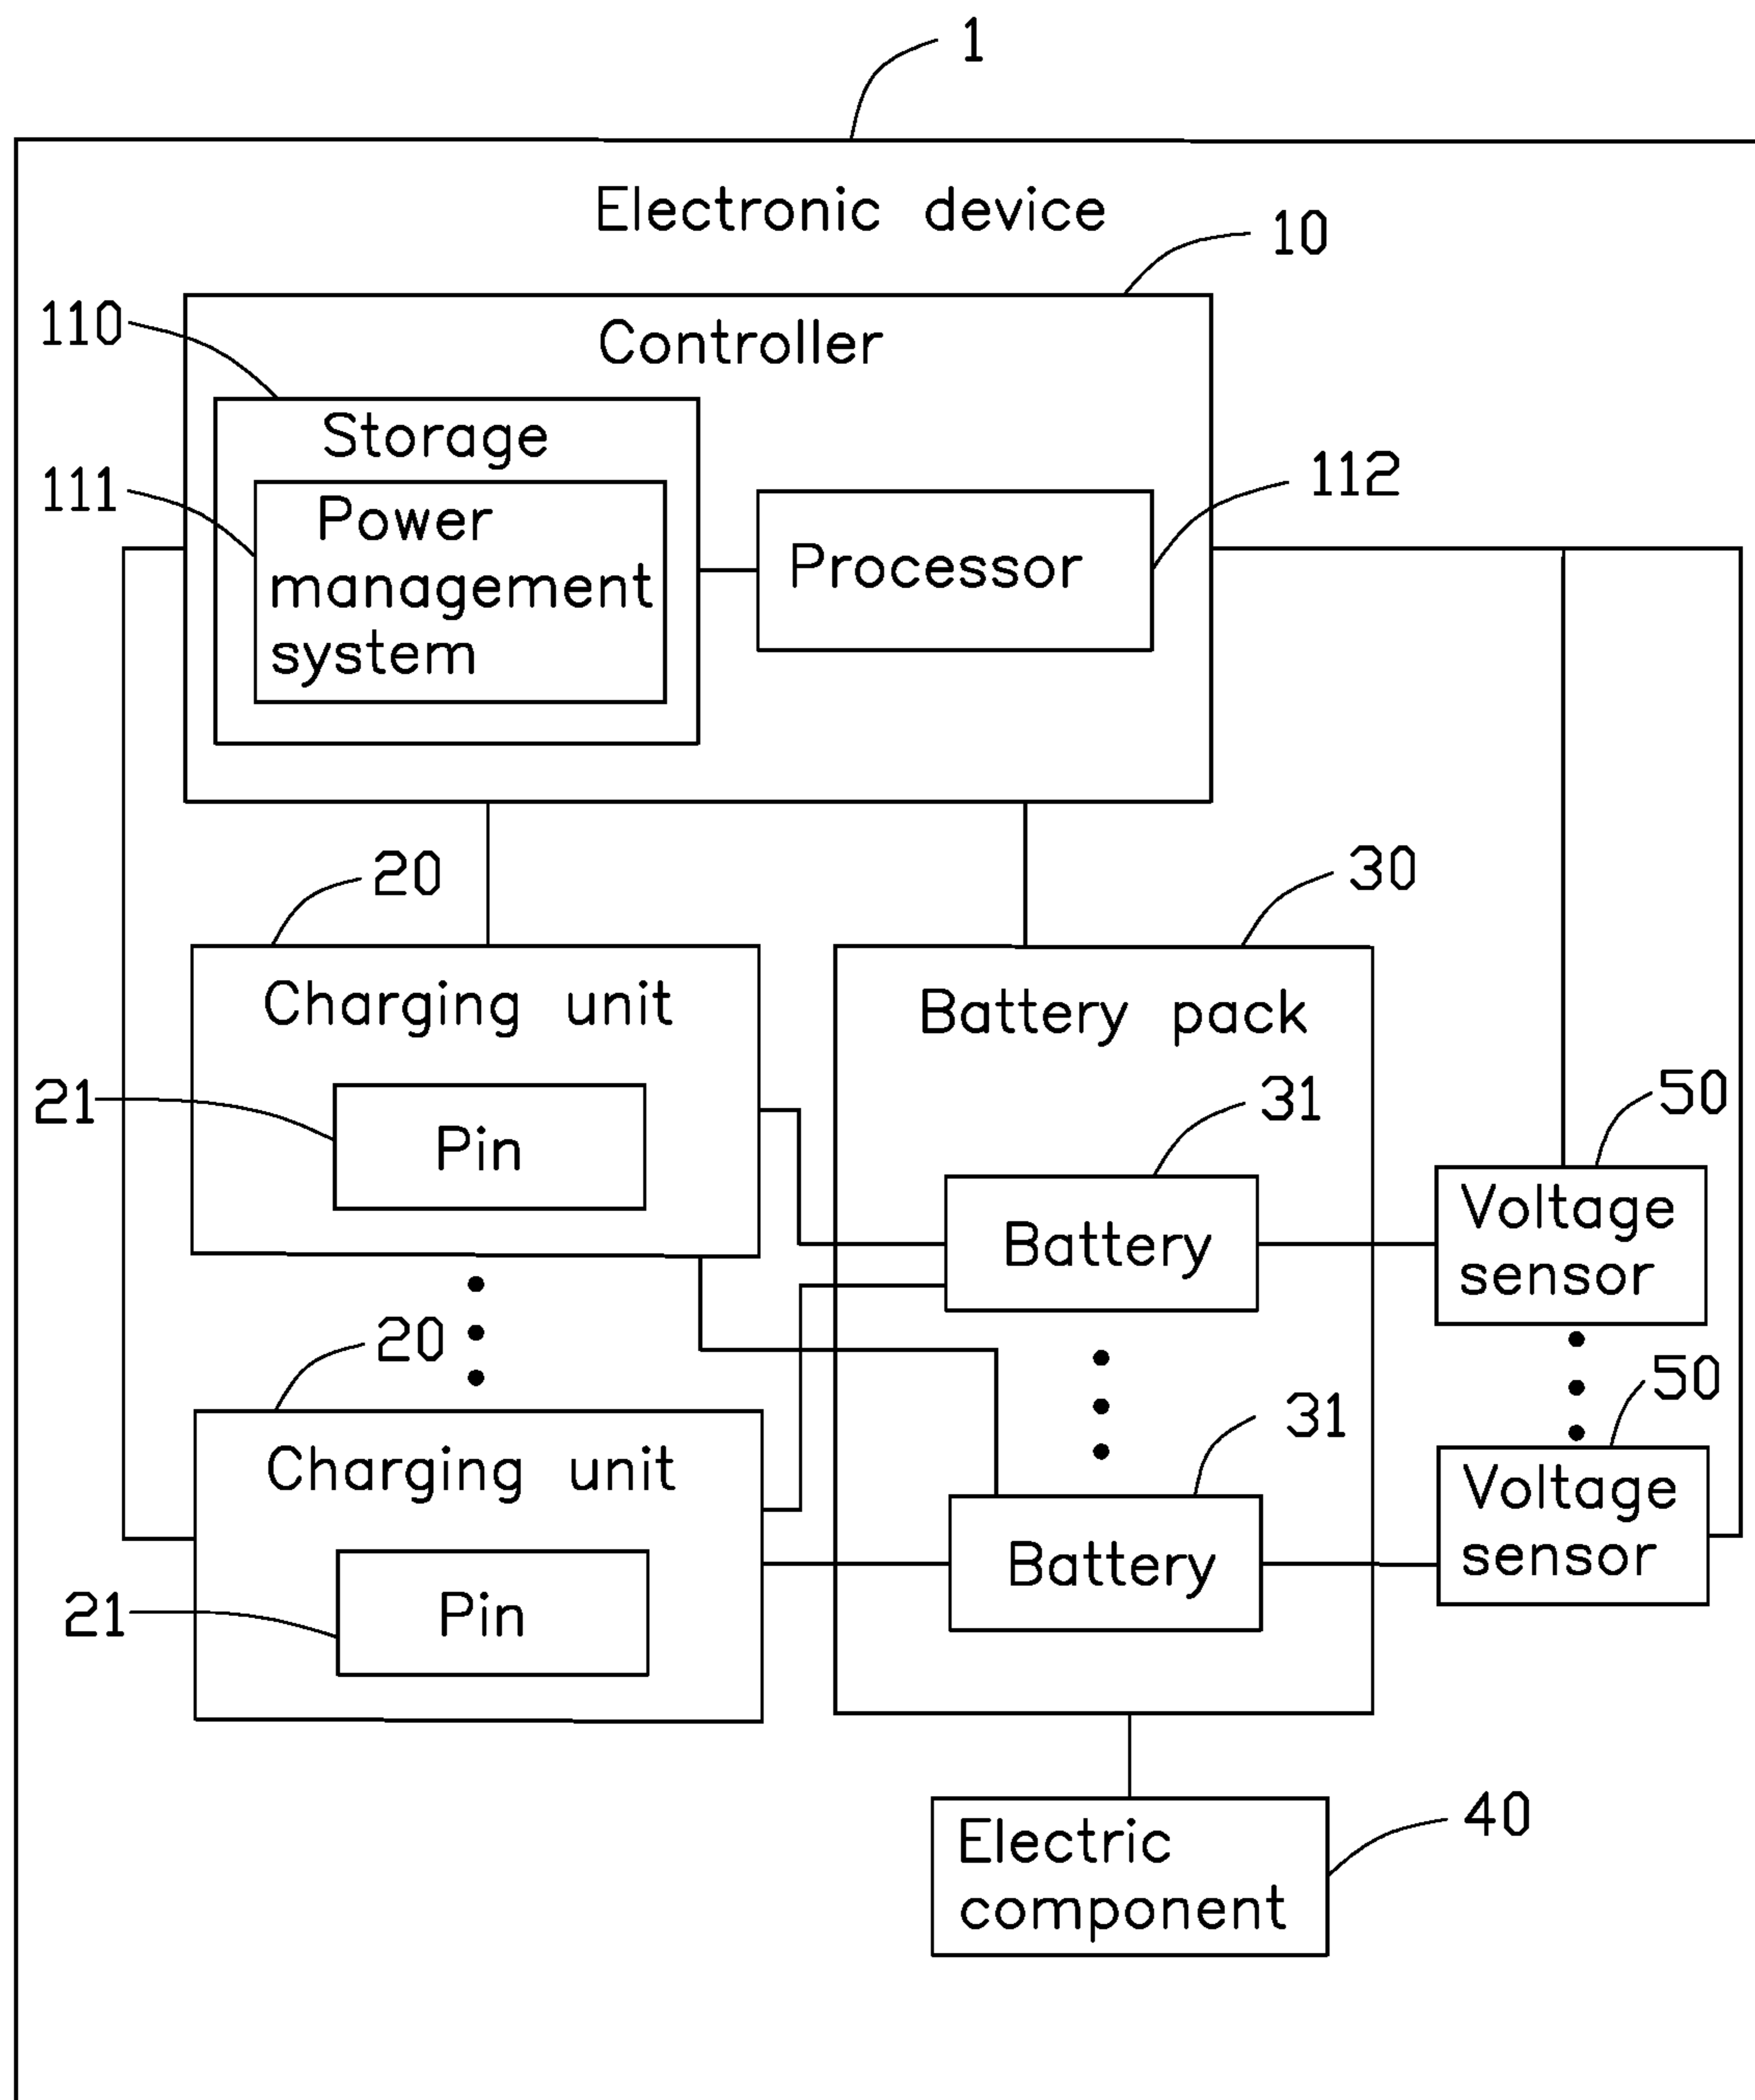 1
Electronic device
10
110
Controller
Storage
111
112
Power
management
system
Processor
20
30
Charging unit
Battery pack
21
31
50
Pin
Battery
Voltage
sensor
20
50
31
Charging unit
Voltage
sensor
Battery
21
Pin
40
Electric
component